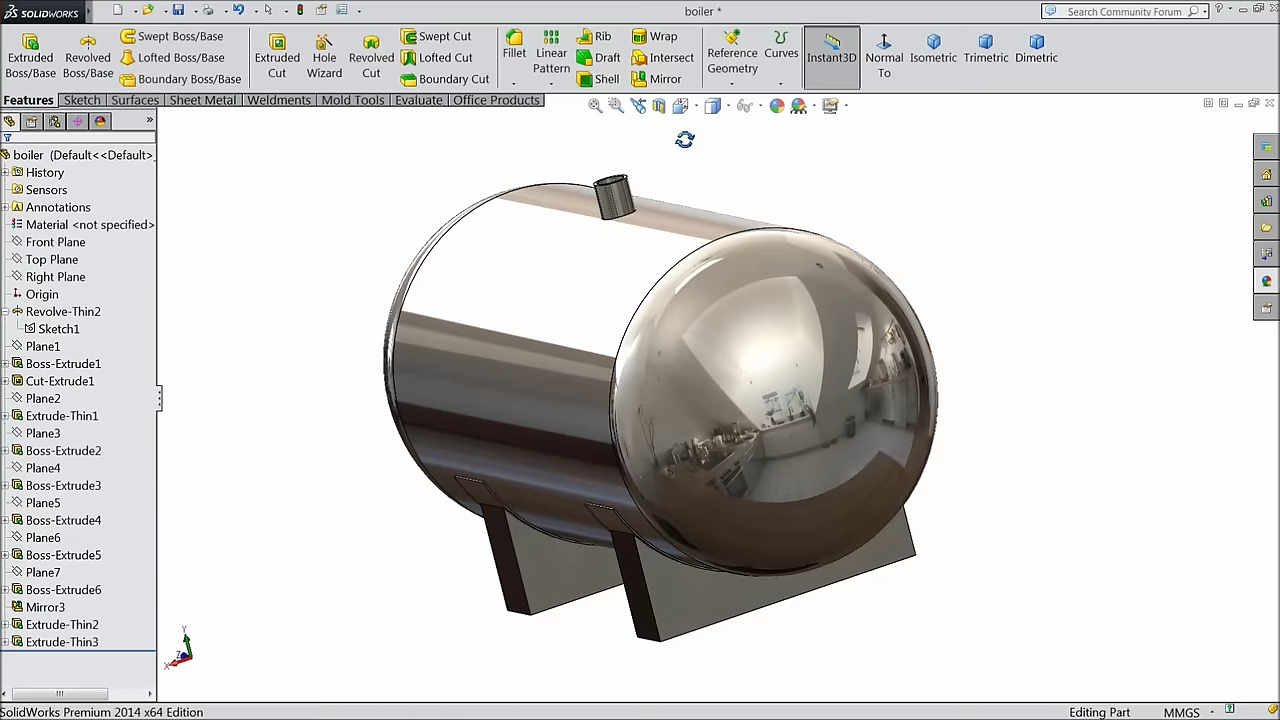 SOLIDWORKS
boiler *
Search Community Forum
Extruded Boss/Base
Revolved Boss/Base
Swept Boss/Base
Lofted Boss/Base
Boundary Boss/Base
Extruded Cut
Hole Wizard
Revolved Cut
Swept Cut
Lofted Cut
Boundary Cut
Fillet
Linear Pattern
Rib
Draft
Shell
Wrap
Intersect
Mirror
Reference Geometry
Curves
Instant3D
Normal To
Isometric
Trimetric
Dimetric
Features
Sketch
Surfaces
Sheet Metal
Weldments
Mold Tools
Evaluate
Office Products
boiler (Default<<Default>
History
Sensors
Annotations
Material <not specified>
Front Plane
Top Plane
Right Plane
Origin
Revolve-Thin2
Sketch1
Plane1
Boss-Extrude1
Cut-Extrude1
Plane2
Extrude-Thin1
Plane3
Boss-Extrude2
Plane4
Boss-Extrude3
Plane5
Boss-Extrude4
Plane6
Boss-Extrude5
Plane7
Boss-Extrude6
Mirror3
Extrude-Thin2
Extrude-Thin3
Y
Z
X
SolidWorks Premium 2014 x64 Edition
Editing Part
MMGS